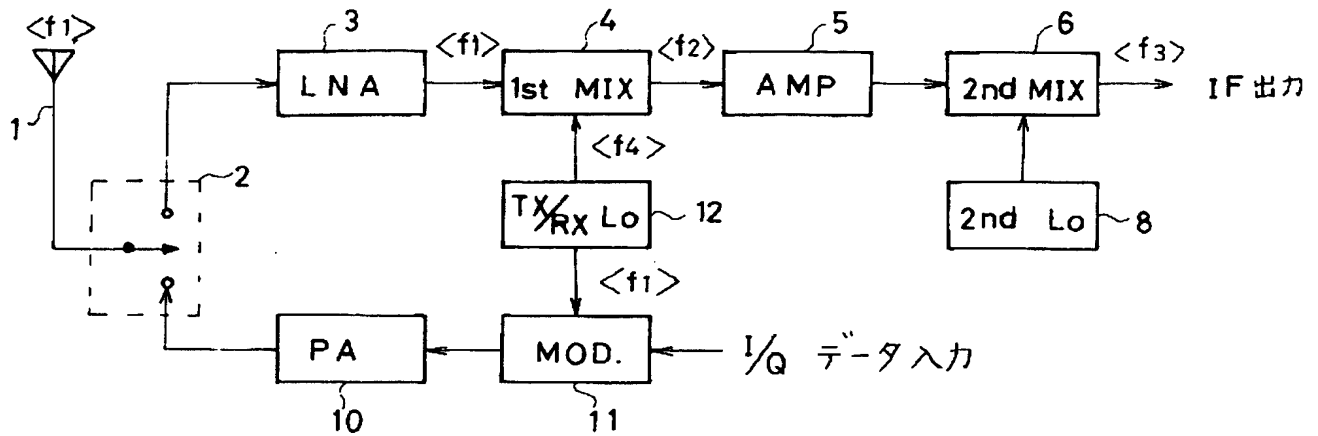 <f1>
3
4
5
6
<f1>
<f2>
<f3>
LNA
1st MIX
AMP
2nd MIX
IF出力
1
<f4>
2
TX/RX Lo
12
2nd Lo
8
<f1>
PA
MOD.
I/Q データ入力
10
11